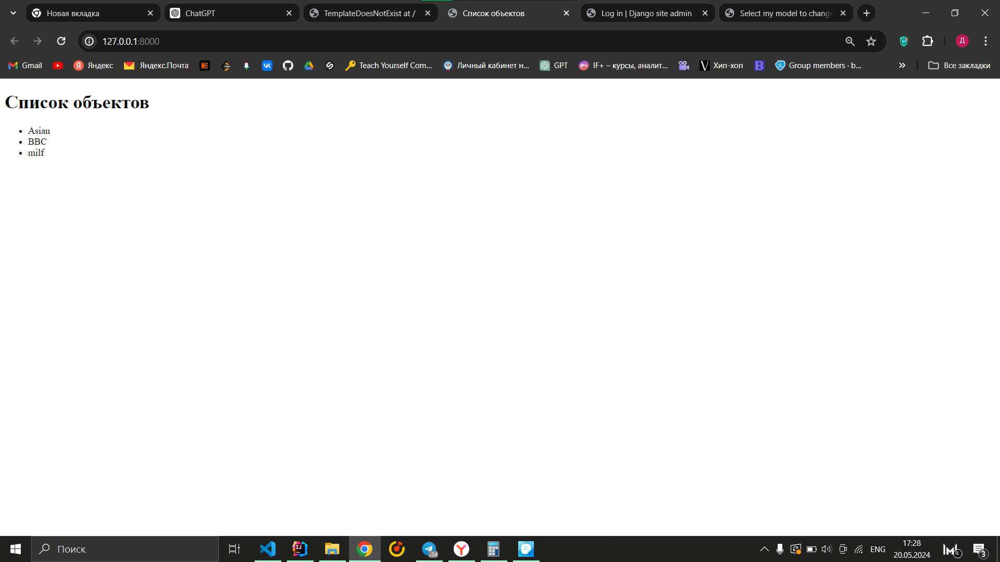 Новая вкладка
ChatGPT
TemplateDoesNotExist at /
Список объектов
Log in | Django site admin
Select my model to chang
127.0.0.1:8000
Д
Gmail
Яндекс
Яндекс.Почта
Teach Yourself Com...
Личный кабинет н...
GPT
IF+ – курсы, аналит...
Хип-хоп
Group members · b...
Все закладки
Список объектов
Asian
BBC
milf
Поиск
.04
ENG
17:28
20.05.2024
3